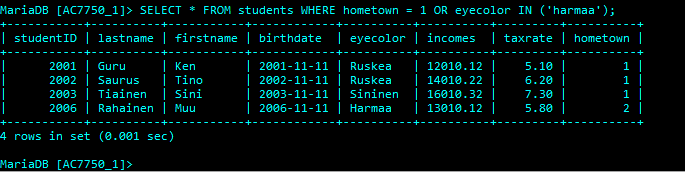 MariaDB [AC7750_1]> SELECT * FROM students WHERE hometown = 1 OR eyecolor IN ('harmaa');
+-----------+----------+-----------+------------+----------+----------+---------+----------+
| studentID | lastname | firstname | birthdate | eyecolor | incomes | taxrate | hometown |
+-----------+----------+-----------+------------+----------+----------+---------+----------+
| 2001 | Guru | Ken | 2001-11-11 | Ruskea | 12010.12 | 5.10 | 1 |
| 2002 | Saurus | Tino | 2002-11-11 | Ruskea | 14010.22 | 6.20 | 1 |
| 2003 | Tiainen | Sini | 2003-11-11 | Sininen | 16010.32 | 7.30 | 1 |
| 2006 | Rahainen | Muu | 2006-11-11 | Harmaa | 13010.12 | 5.80 | 2 |
+-----------+----------+-----------+------------+----------+----------+---------+----------+
4 rows in set (0.001 sec)
MariaDB [AC7750_1]>